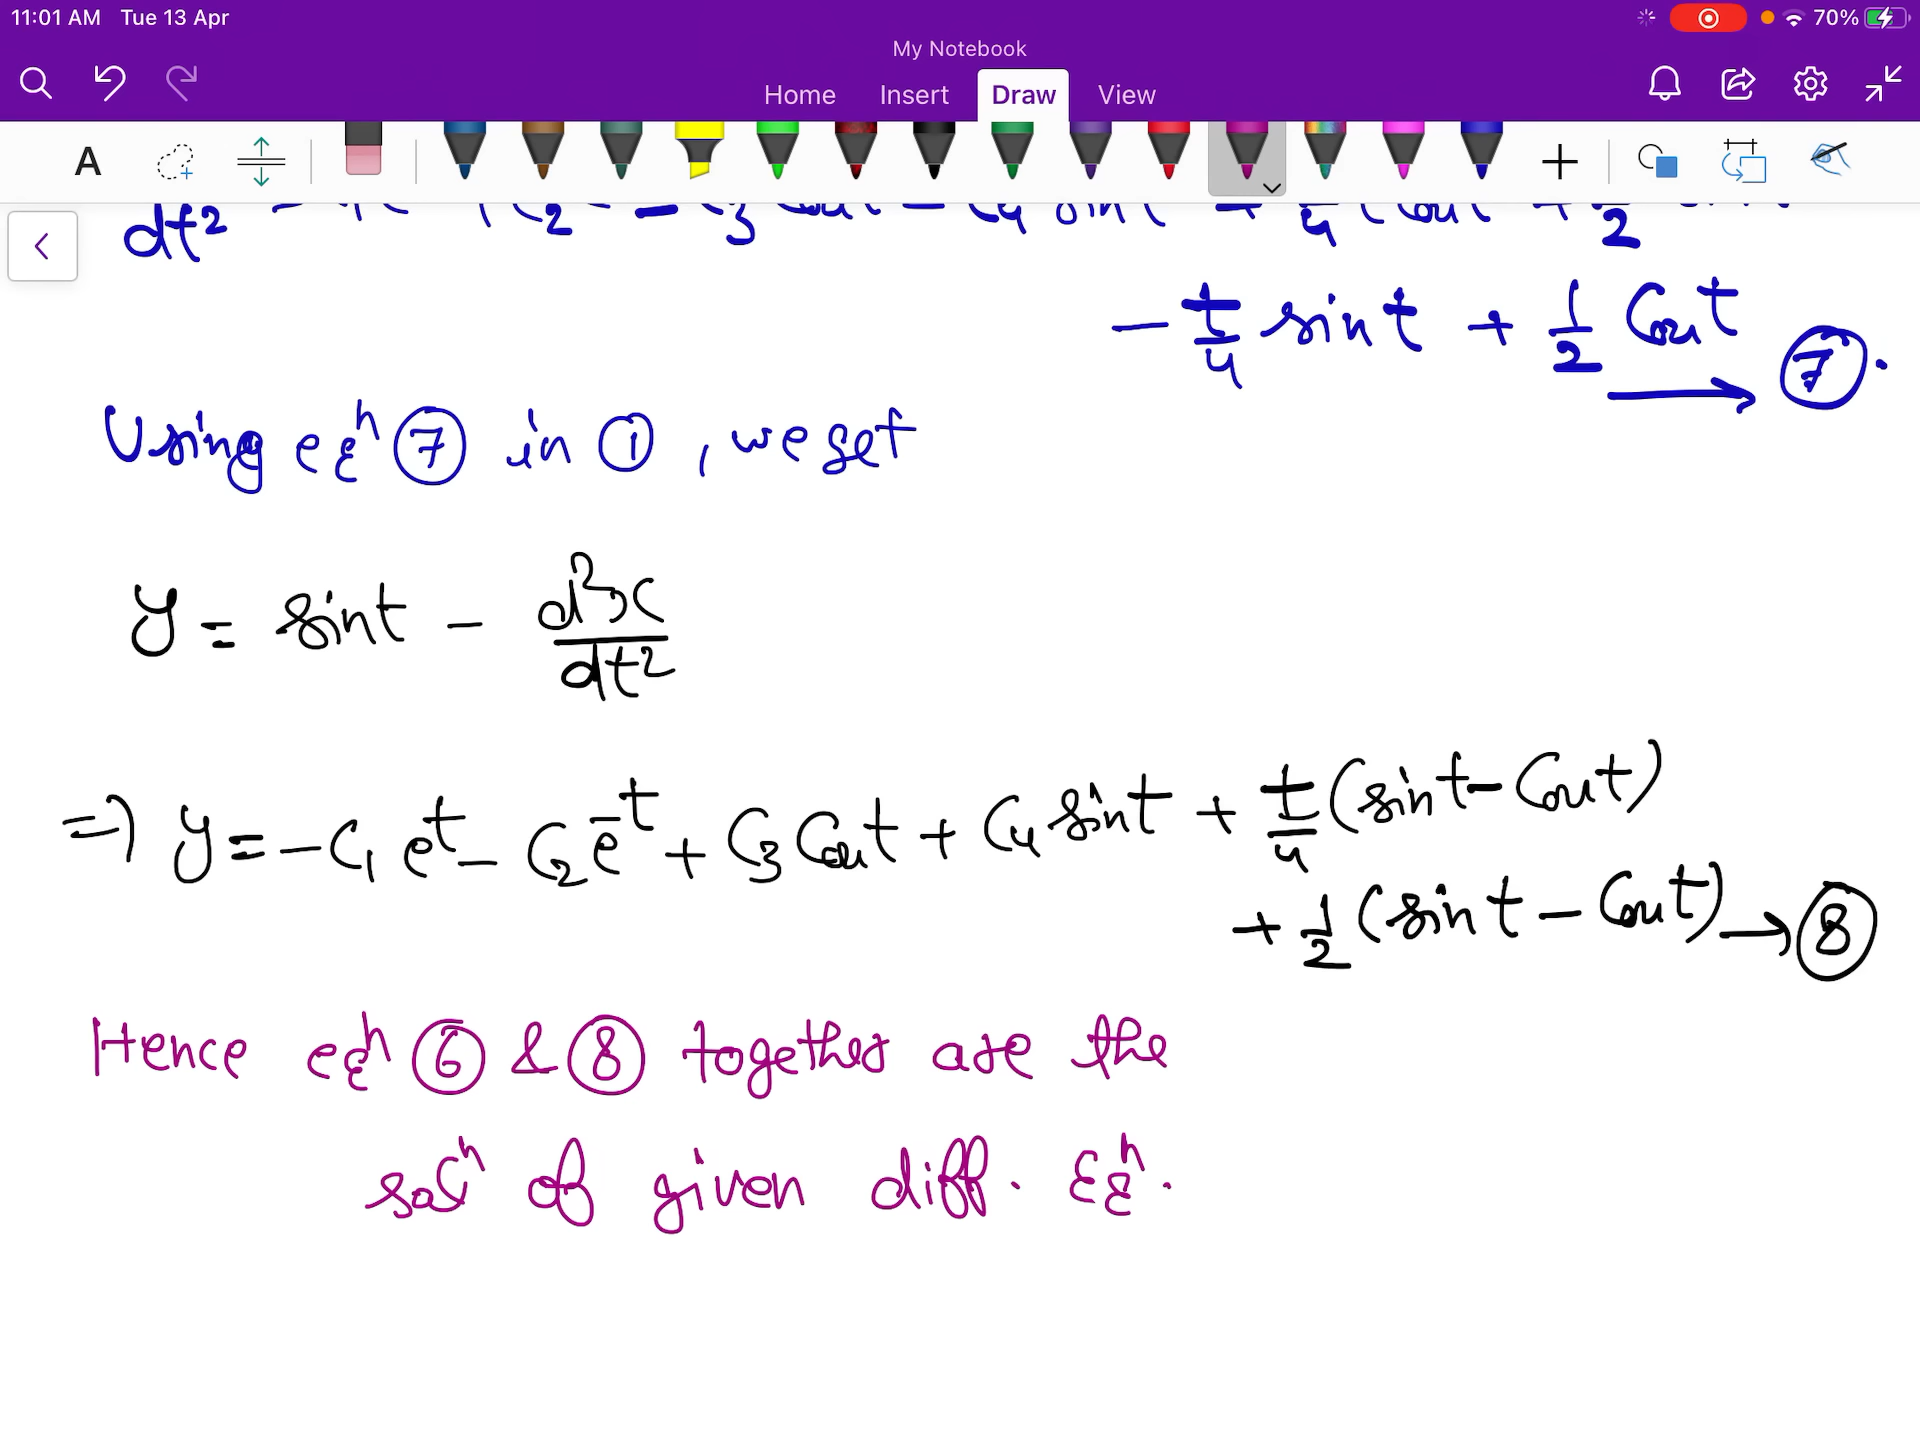 11:01 AM Tue 13 Apr
70%
My Notebook
Home Insert Draw View
A
dt²
- t/4 sint + 1/2 Cost → ⑦.
Using eqⁿ ⑦ in ①, we get
y = sint - d²x/dt²
=> y = -C₁ e^t - C₂ e^-t + C₃ Cost + C₄ sint + t/4 (sint - Cost)
+ 1/2 (sint - Cost) → ⑧
Hence eqⁿ ⑥ & ⑧ together are the
solⁿ of given diff. Eqⁿ.